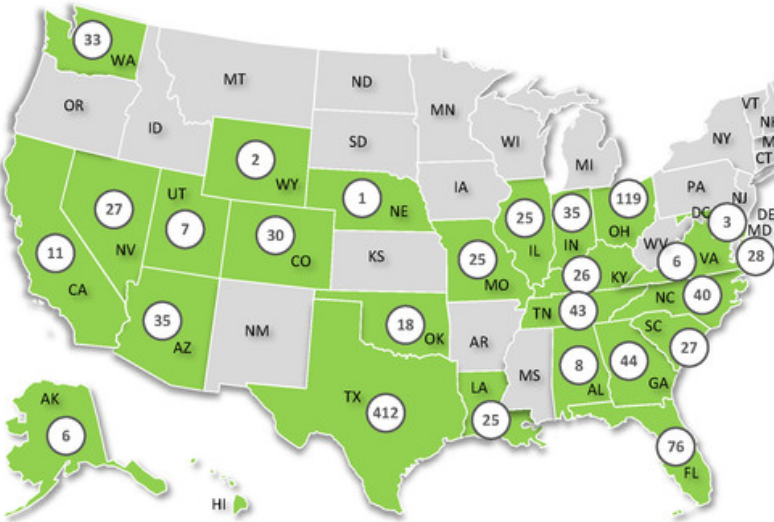 33
WA
MT
ND
MN
VT
NH
OR
ID
SD
WI
MI
NY
CT
2
WY
IA
PA
NJ
1
NE
27
NV
UT
7
30
CO
25
IL
35
IN
119
OH
DC
3
DE
MD
28
11
CA
KS
25
MO
WV
6
VA
26
KY
35
AZ
NM
18
OK
AR
TN
43
NC
40
SC
27
MS
8
AL
44
GA
TX
412
LA
25
AK
6
76
FL
HI